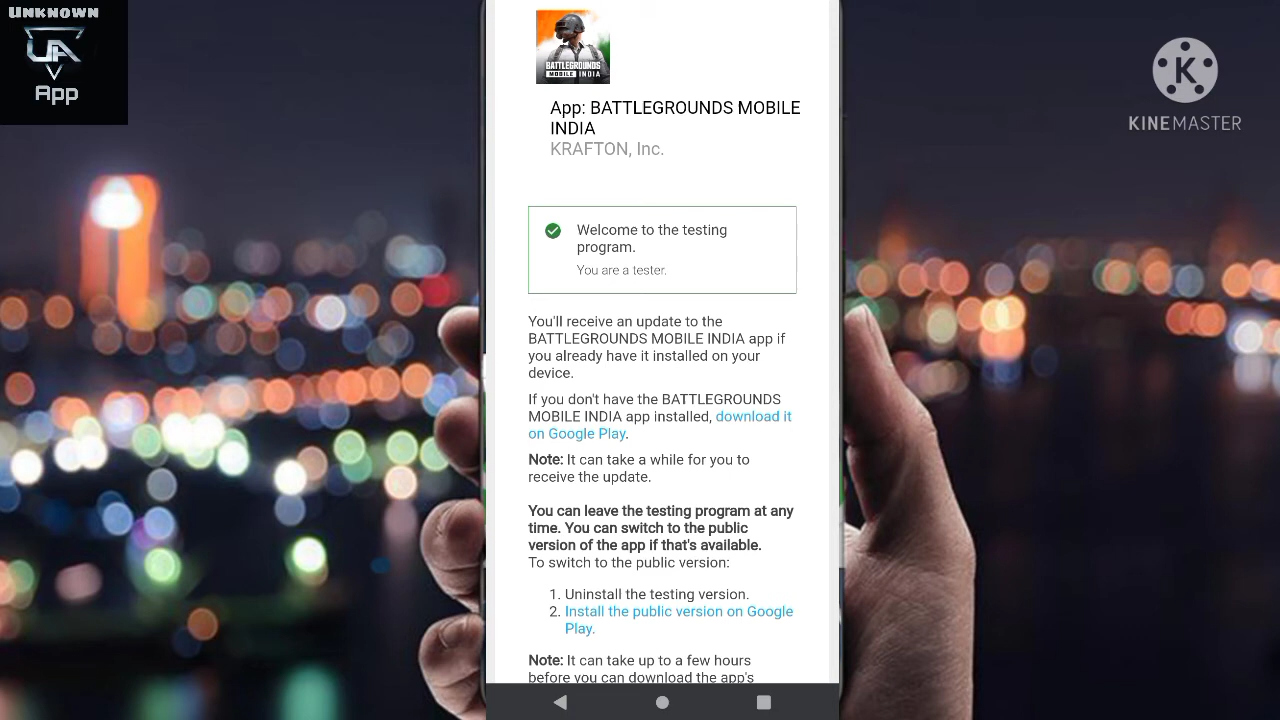 UNKNOWN
UA
App
KINEMASTER
BATTLEGROUNDS
MOBILE INDIA
App: BATTLEGROUNDS MOBILE
INDIA
KRAFTON, Inc.
Welcome to the testing
program.
You are a tester.
You'll receive an update to the
BATTLEGROUNDS MOBILE INDIA app if
you already have it installed on your
device.
If you don't have the BATTLEGROUNDS
MOBILE INDIA app installed, download it
on Google Play.
Note: It can take a while for you to
receive the update.
You can leave the testing program at any
time. You can switch to the public
version of the app if that's available.
To switch to the public version:
1. Uninstall the testing version.
2. Install the public version on Google
Play.
Note: It can take up to a few hours
before you can download the app's